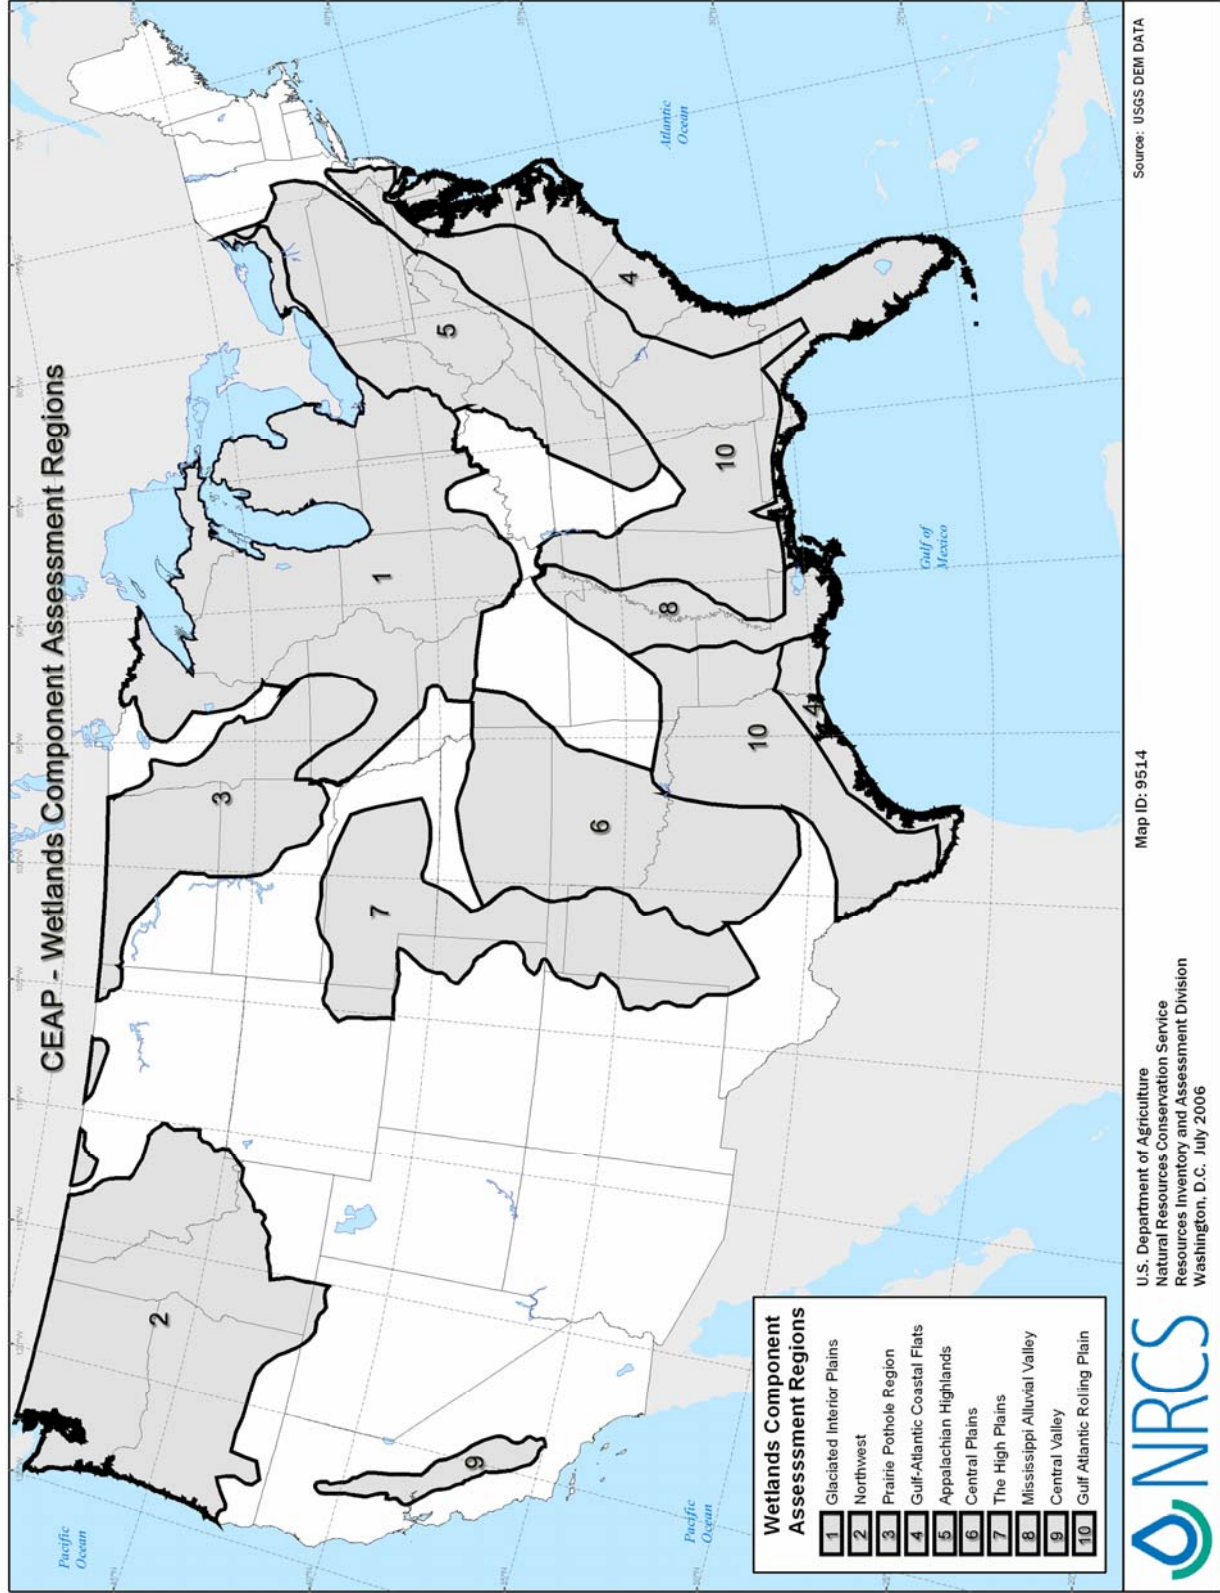 CEAP - Wetlands Component Assessment Regions
Pacific
Ocean
Pacific
Ocean
Atlantic
Ocean
Gulf of
Mexico
1
2
3
4
4
5
6
7
8
9
10
10
Wetlands Component
Assesssment Regions
1 Glaciated Interior Plains
2 Northwest
3 Prairie Pothole Region
4 Gulf-Atlantic Coastal Flats
5 Appalachian Highlands
6 Central Plains
7 The High Plains
8 Mississippi Alluvial Valley
9 Central Valley
10 Gulf Atlantic Rolling Plain
NRCS
U.S. Department of Agriculture
Natural Resources Conservation Service
Resources Inventory and Assessment Division
Washington, D.C. July 2006
Map ID: 9514
Source: USGS DEM DATA